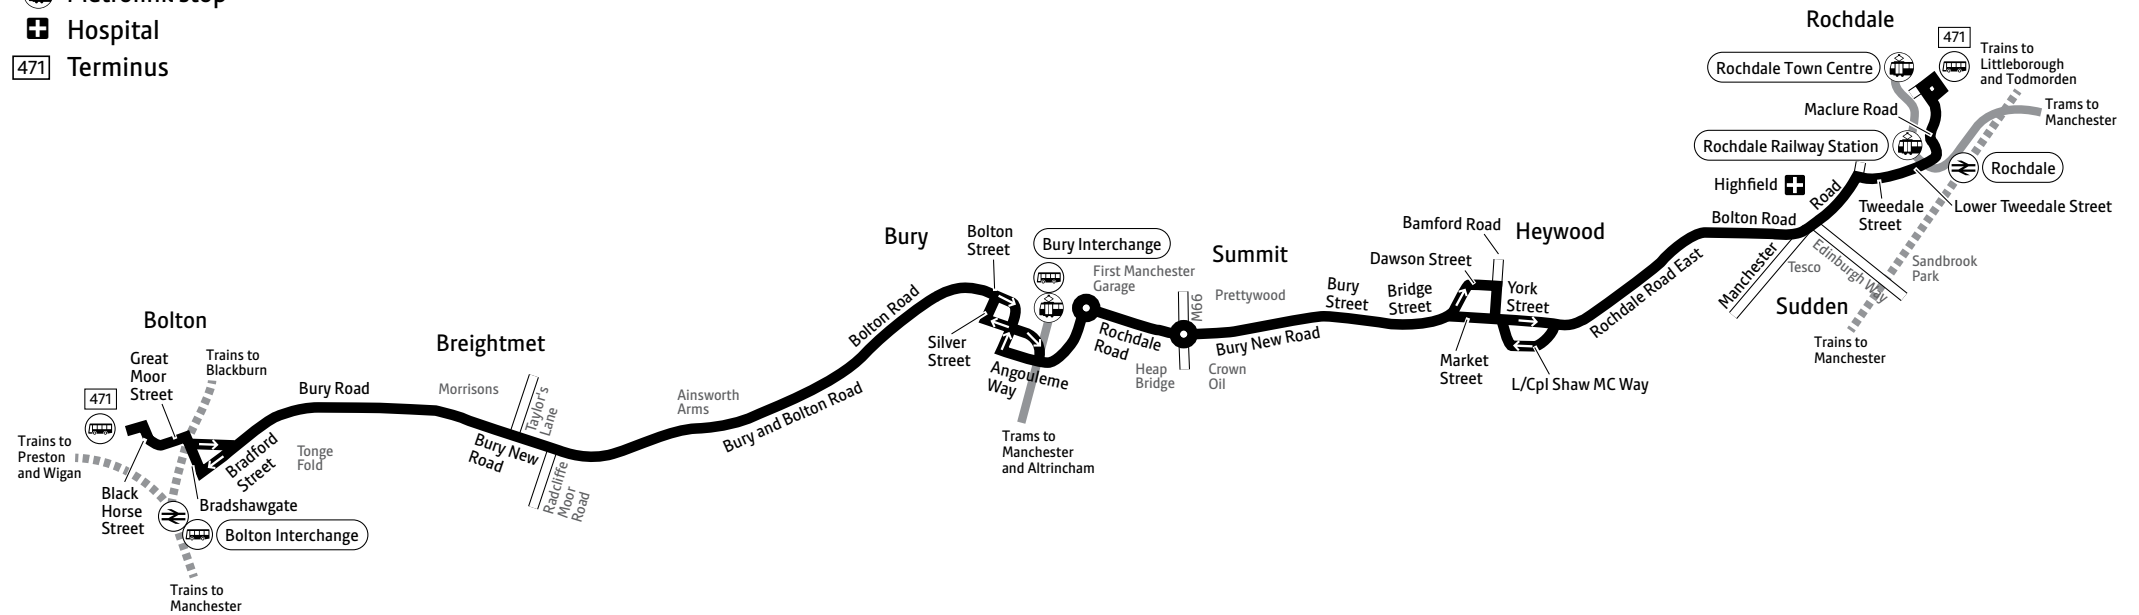 Metrolink stop
Hospital
471 Terminus
Rochdale
471
Trains to
Littleborough
and Todmorden
Rochdale Town Centre
Maclure Road
Trams to
Manchester
Rochdale Railway Station
Rochdale
Highfield
Road
Tweedale
Street
Lower Tweedale Street
Bolton Road
Manchester
Tesco
Edinburgh Way
Sandbrook
Park
Sudden
Trains to
Manchester
Bamford Road
Heywood
Dawson Street
York
Street
Rochdale Road East
Bury
Street
Bridge
Street
Market
Street
L/Cpl Shaw MC Way
Summit
Prettywood
M66
Bury New Road
Crown
Oil
Heap
Bridge
Rochdale
Road
First Manchester
Garage
Bury Interchange
Bury
Bolton
Street
Silver
Street
Angouleme
Way
Trams to
Manchester
and Altrincham
Bolton Road
Bury and Bolton Road
Ainsworth
Arms
Breightmet
Morrisons
Taylor's
Lane
Bury New
Road
Radcliffe
Moor
Road
Bury Road
Bolton
Great
Moor
Street
Trains to
Blackburn
471
Trains to
Preston
and Wigan
Bradford
Street
Tonge
Fold
Black
Horse
Street
Bradshawgate
Bolton Interchange
Trains to
Manchester